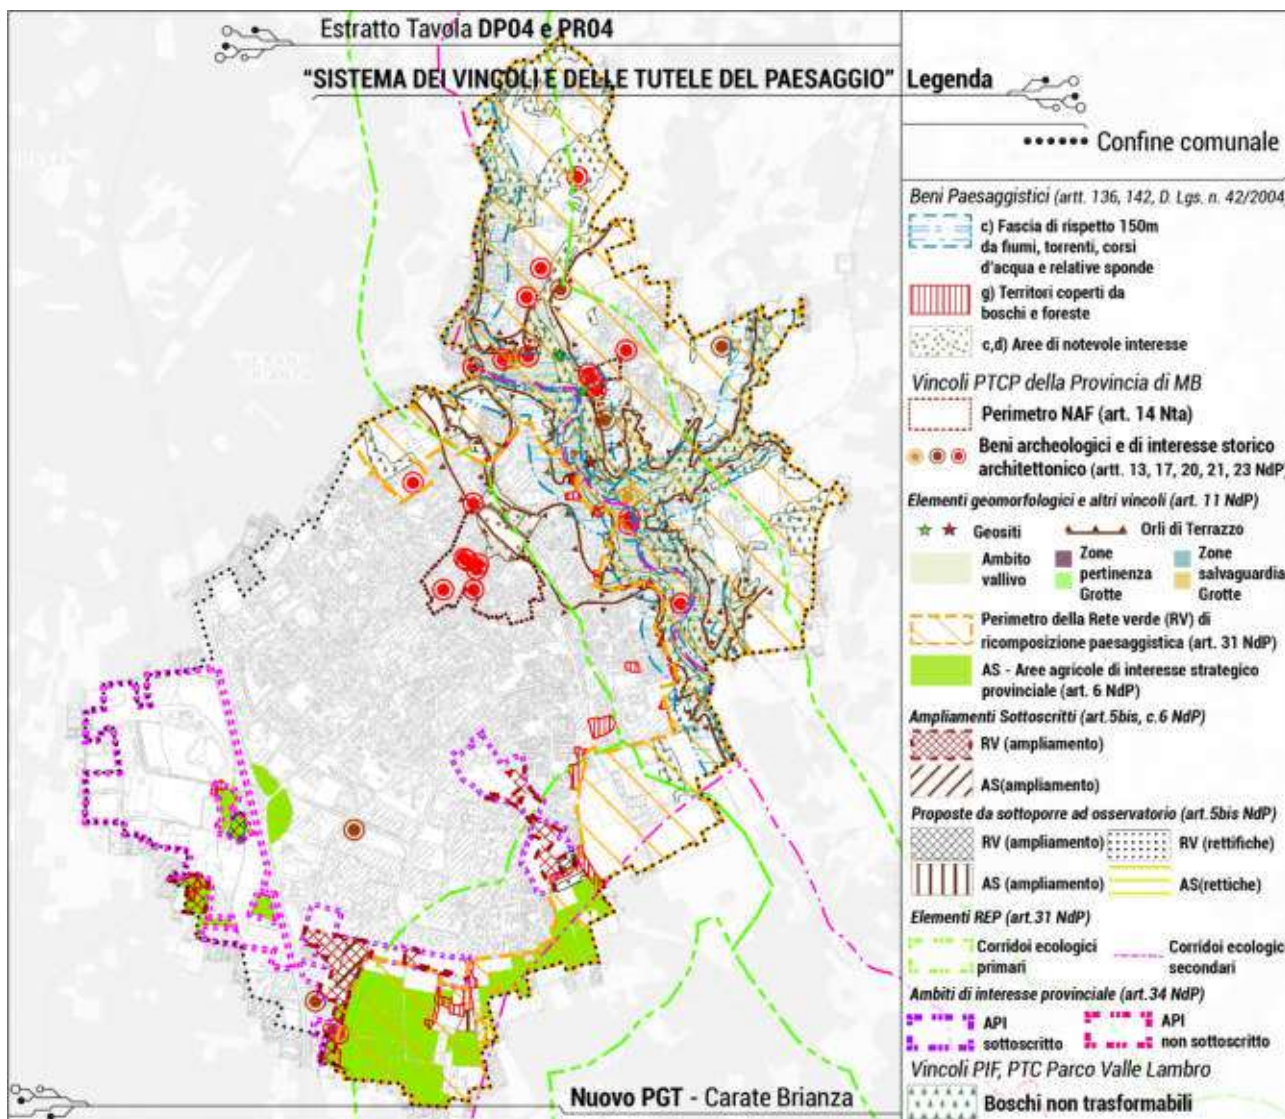 Estratto Tavola DP04 e PR04
"SISTEMA DEI VINCOLI E DELLE TUTELE DEL PAESAGGIO"
Legenda
Confine comunale
Beni Paesaggistici (artt. 136, 142, D. Lgs. n. 42/2004)
c) Fascia di rispetto 150m
da fiumi, torrenti, corsi
d'acqua e relative sponde
g) Territori coperti da
boschi e foreste
c,d) Aree di notevole interesse
Vincoli PTCP della Provincia di MB
Perimetro NAF (art. 14 Nta)
Beni archeologici e di interesse storico
architettonico (artt. 13, 17, 20, 21, 23 NdP)
Elementi geomorfologici e altri vincoli (art. 11 NdP)
Geositi
Orli di Terrazzo
Ambito
vallivo
Zone
pertinenza
Grotte
Zone
salvaguardia
Grotte
Perimetro della Rete verde (RV) di
ricomposizione paesaggistica (art. 31 NdP)
AS - Aree agricole di interesse strategico
provinciale (art. 6 NdP)
Ampliamenti Sottoscritti (art.5bis, c.6 NdP)
RV (ampliamento)
AS(ampliamento)
Proposte da sottoporre ad osservatorio (art.5bis NdP)
RV (ampliamento)
RV (rettifiche)
AS (ampliamento)
AS(rettiche)
Elementi REP (art.31 NdP)
Corridoi ecologici
primari
Corridoi ecologic
secondari
Ambiti di interesse provinciale (art.34 NdP)
API
sottoscritto
API
non sottoscritto
Vincoli PIF, PTC Parco Valle Lambro
Boschi non trasformabili
Nuovo PGT - Carate Brianza